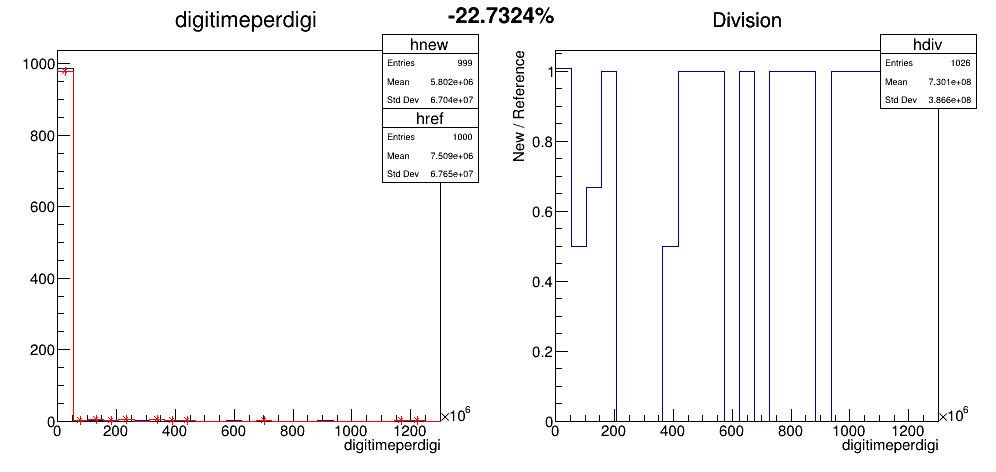 digitimeperdigi
-22.7324%
Division
hnew
Entries 999
Mean 5.802e+06
Std Dev 6.704e+07
href
Entries 1000
Mean 7.509e+06
Std Dev 6.765e+07
1000
800
600
400
200
0
0 200 400 600 800 1000 1200
×10⁶
digitimeperdigi
hdiv
Entries 1026
Mean 7.301e+08
Std Dev 3.866e+08
New / Reference
1
0.8
0.6
0.4
0.2
0
0 200 400 600 800 1000 1200
×10⁶
digitimeperdigi